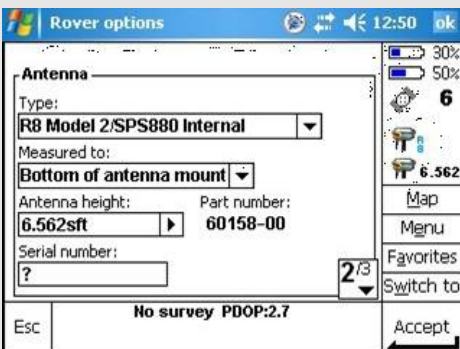 Rover options
12:50 ok
30%
50%
6
R8
6.562
Antenna
Type:
R8 Model 2/SPS880 Internal
Measured to:
Bottom of antenna mount
Antenna height: Part number:
6.562sft 60158-00
Serial number:
?
2/3
Map
Menu
Favorites
Switch to
Esc
No survey PDOP:2.7
Accept